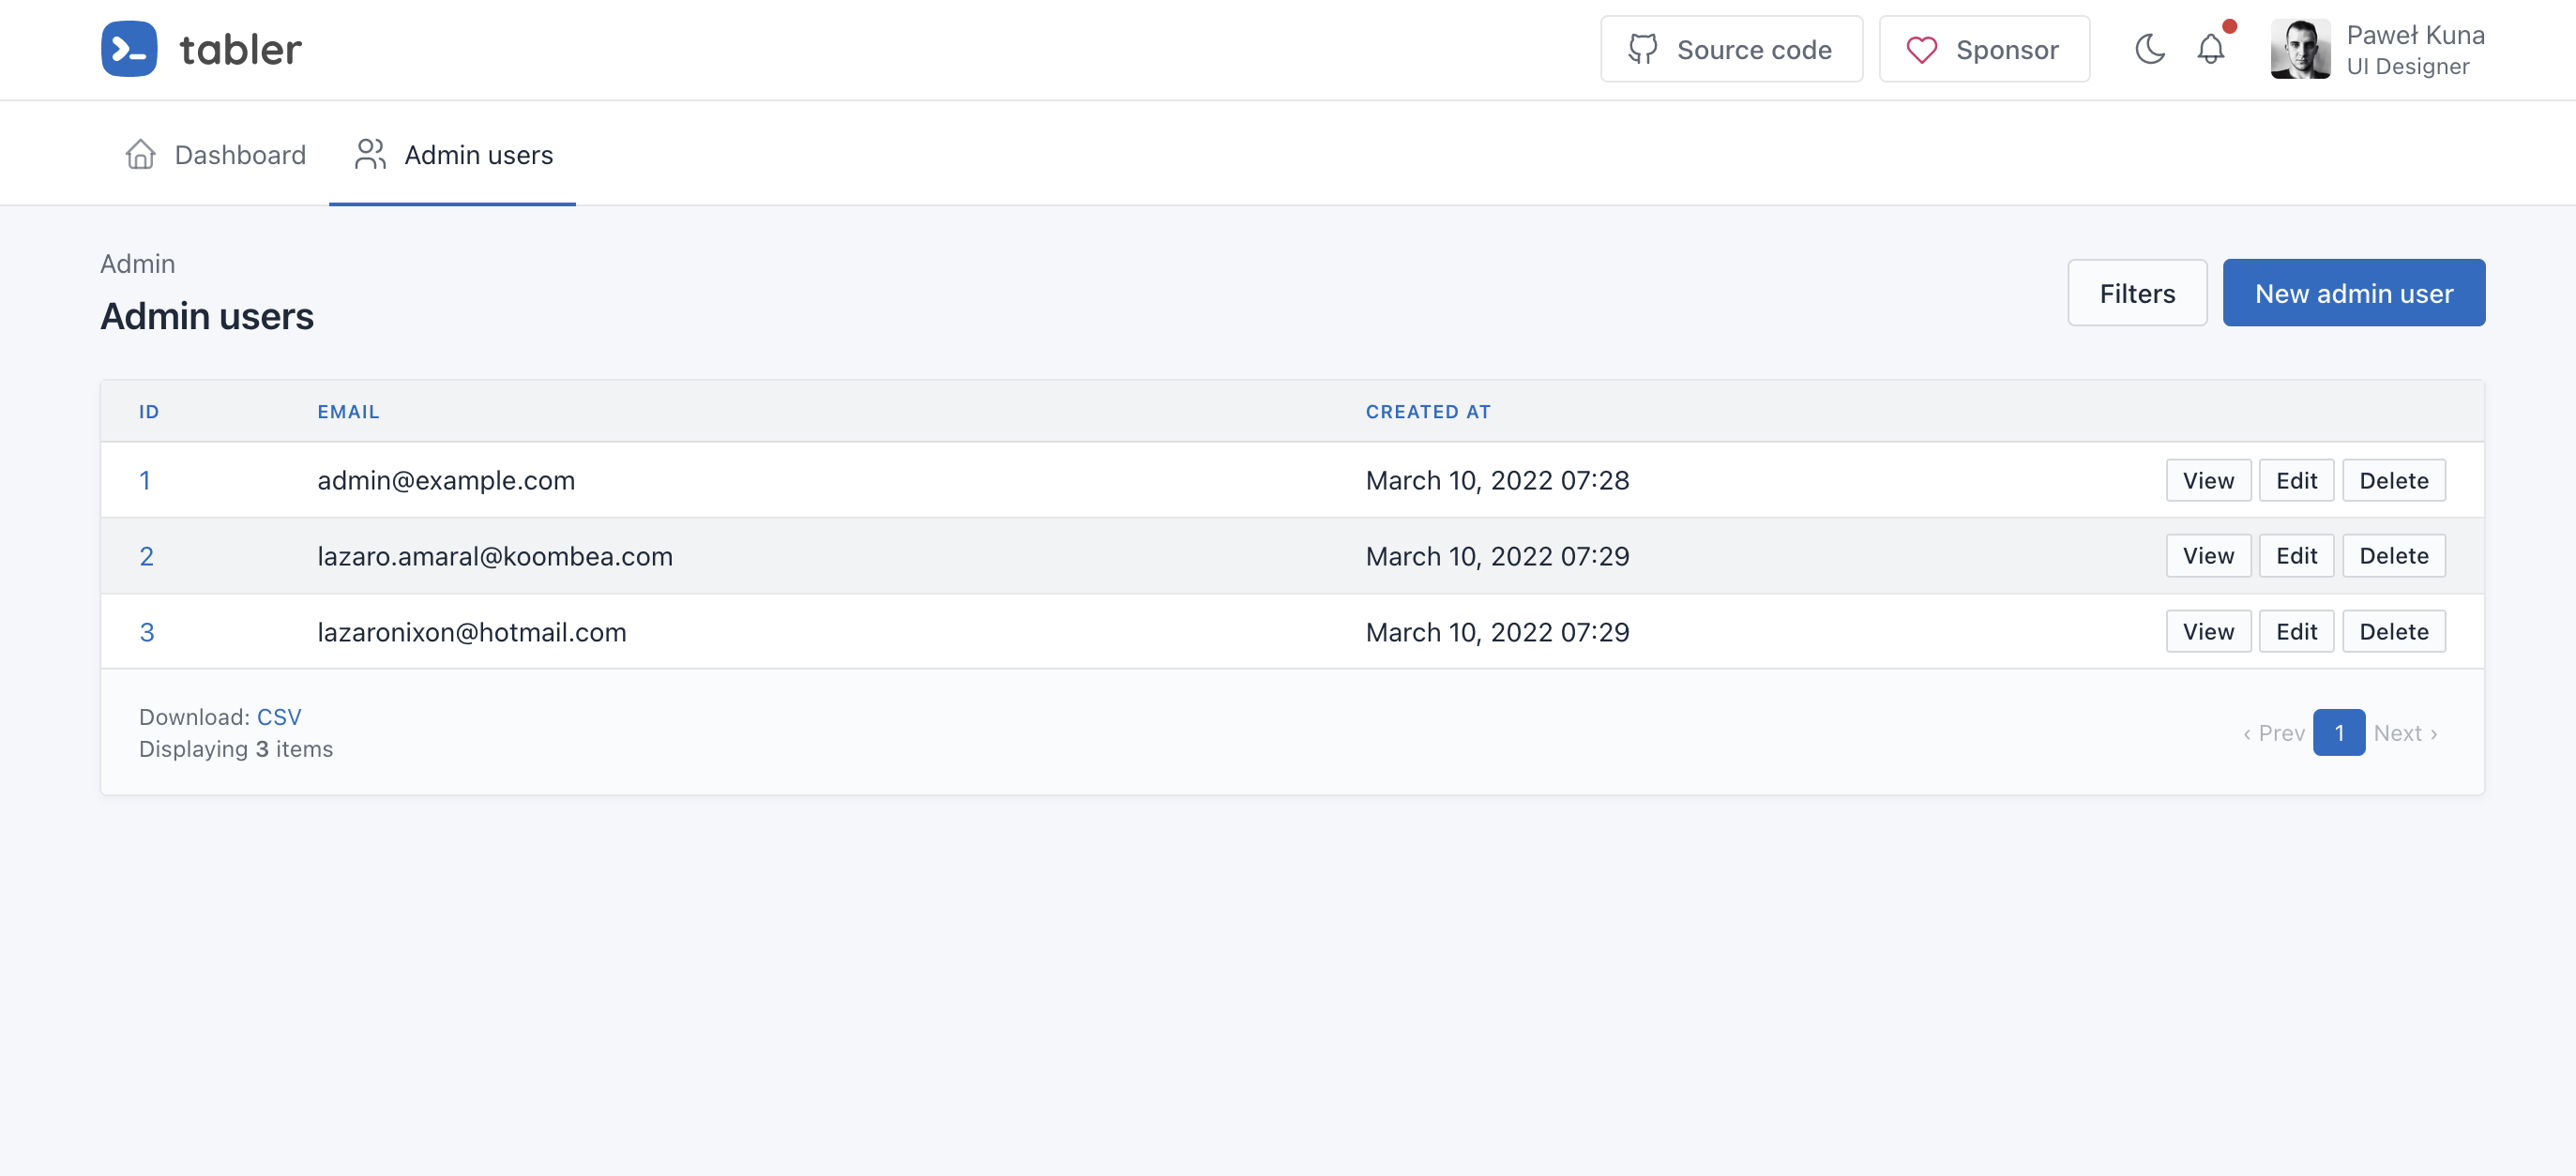 tabler
Source code
Sponsor
Paweł Kuna
UI Designer
Dashboard
Admin users
Admin
Admin users
Filters
New admin user
ID EMAIL CREATED AT
1 admin@example.com March 10, 2022 07:28 View Edit Delete
2 lazaro.amaral@koombea.com March 10, 2022 07:29 View Edit Delete
3 lazaronixon@hotmail.com March 10, 2022 07:29 View Edit Delete
Download: CSV
Displaying 3 items
‹ Prev 1 Next ›